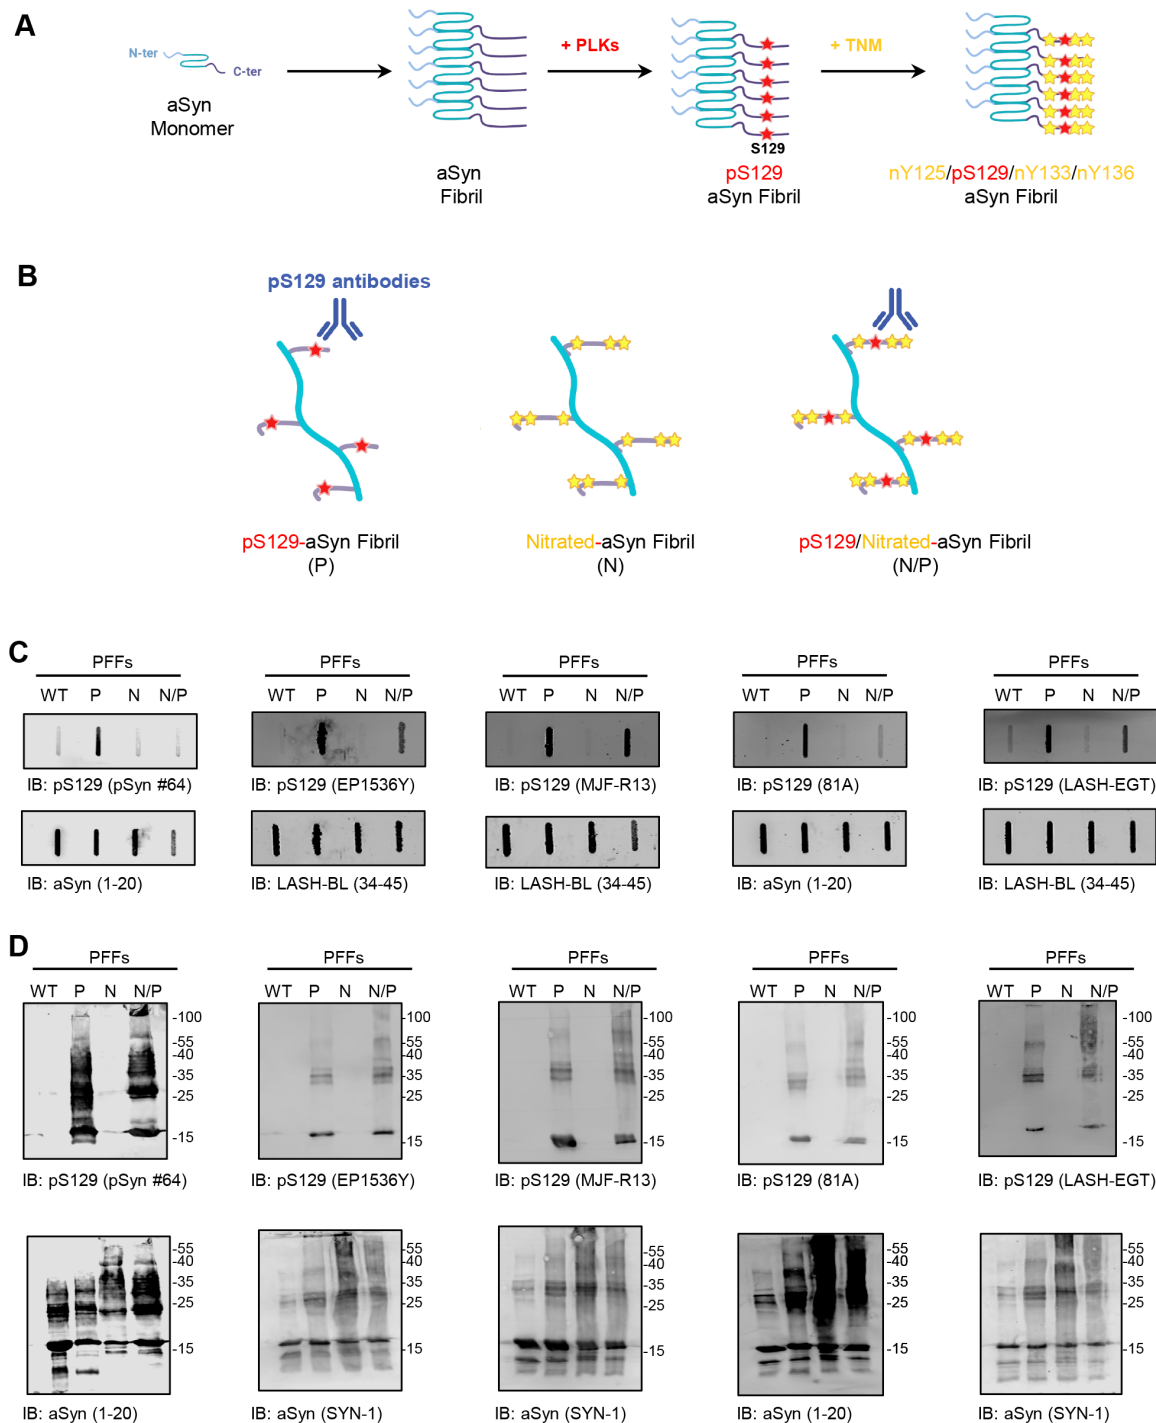 A
N-ter
C-ter
aSyn
Monomer
aSyn
Fibril
+ PLKs
S129
pS129
aSyn Fibril
+ TNM
nY125/pS129/nY133/nY136
aSyn Fibril
B
pS129 antibodies
pS129-aSyn Fibril
(P)
Nitrated-aSyn Fibril
(N)
pS129/Nitrated-aSyn Fibril
(N/P)
C
PFFs PFFs PFFs PFFs PFFs
WT P N N/P WT P N N/P WT P N N/P WT P N N/P WT P N N/P
IB: pS129 (pSyn #64) IB: pS129 (EP1536Y) IB: pS129 (MJF-R13) IB: pS129 (81A) IB: pS129 (LASH-EGT)
IB: aSyn (1-20) IB: LASH-BL (34-45) IB: LASH-BL (34-45) IB: aSyn (1-20) IB: LASH-BL (34-45)
D
PFFs PFFs PFFs PFFs PFFs
WT P N N/P WT P N N/P WT P N N/P WT P N N/P WT P N N/P
-100 -100 -100 -100 -100
-55 -55 -55 -55 -55
-40 -40 -40 -40 -40
-35 -35 -35 -35 -35
-25 -25 -25 -25 -25
-15 -15 -15 -15 -15
IB: pS129 (pSyn #64) IB: pS129 (EP1536Y) IB: pS129 (MJF-R13) IB: pS129 (81A) IB: pS129 (LASH-EGT)
-55 -55 -55 -55 -55
-40 -40 -40 -40 -40
-35 -35 -35 -35 -35
-25 -25 -25 -25 -25
-15 -15 -15 -15 -15
IB: aSyn (1-20) IB: aSyn (SYN-1) IB: aSyn (SYN-1) IB: aSyn (1-20) IB: aSyn (SYN-1)